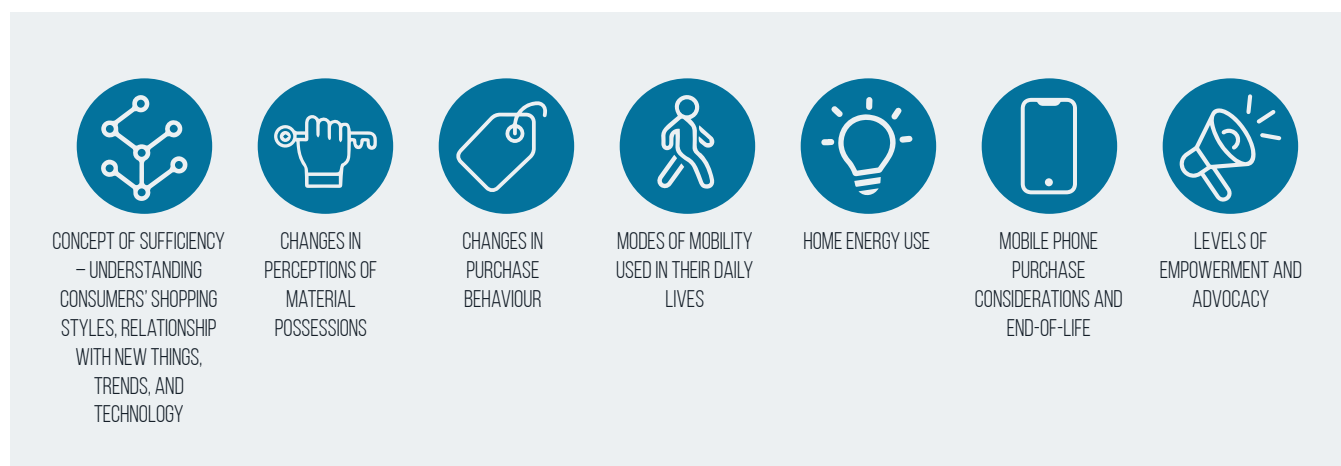 CONCEPT OF SUFFICIENCY
– UNDERSTANDING
CONSUMERS' SHOPPING
STYLES, RELATIONSHIP
WITH NEW THINGS,
TRENDS, AND
TECHNOLOGY
CHANGES IN
PERCEPTIONS OF
MATERIAL
POSSESSIONS
CHANGES IN
PURCHASE
BEHAVIOUR
MODES OF MOBILITY
USED IN THEIR DAILY
LIVES
HOME ENERGY USE
MOBILE PHONE
PURCHASE
CONSIDERATIONS AND
END-OF-LIFE
LEVELS OF
EMPOWERMENT AND
ADVOCACY